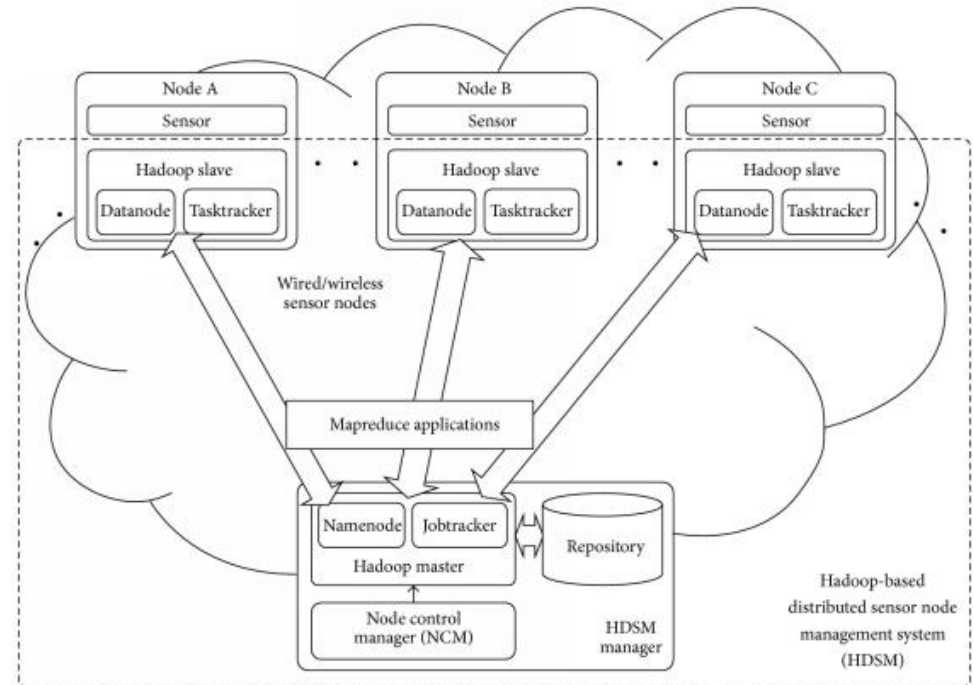 Node A
Sensor
Hadoop slave
Datanode
Tasktracker
Node B
Sensor
Hadoop slave
Datanode
Tasktracker
Node C
Sensor
Hadoop slave
Datanode
Tasktracker
Wired/wireless
sensor nodes
Mapreduce applications
Namenode
Jobtracker
Hadoop master
Repository
Node control
manager (NCM)
HDSM
manager
Hadoop-based
distributed sensor node
management system
(HDSM)